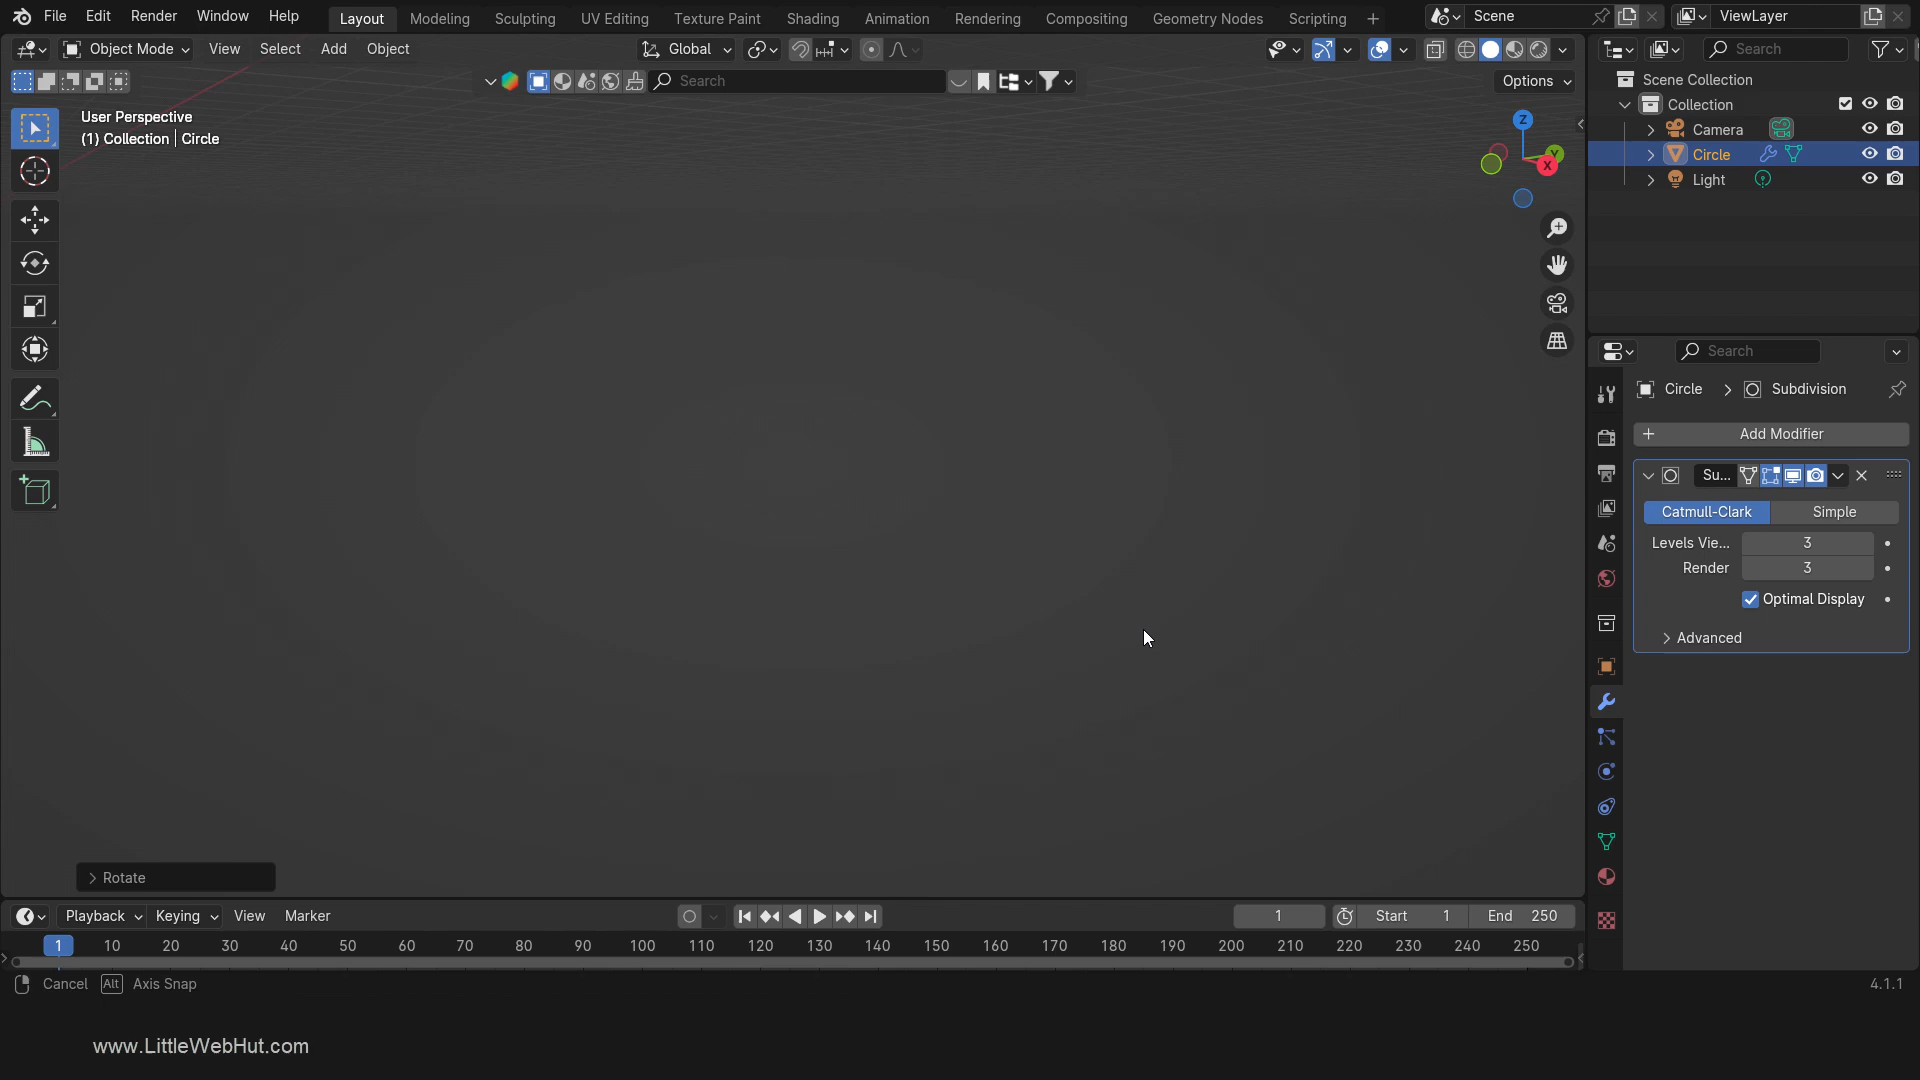 File Edit Render Window Help Layout Modeling Sculpting UV Editing Texture Paint Shading Animation Rendering Compositing Geometry Nodes Scripting Scene ViewLayer
Object Mode View Select Add Object Global Search
Search Options
Scene Collection
Collection
Camera
Circle
Light
User Perspective
(1) Collection | Circle
Z
Y
X
Search
Circle Subdivision
Add Modifier
Su...
Catmull-Clark Simple
Levels Vie... 3
Render 3
Optimal Display
Advanced
Rotate
Playback Keying View Marker 1 Start 1 End 250
1 10 20 30 40 50 60 70 80 90 100 110 120 130 140 150 160 170 180 190 200 210 220 230 240 250
Cancel Alt Axis Snap 4.1.1
www.LittleWebHut.com